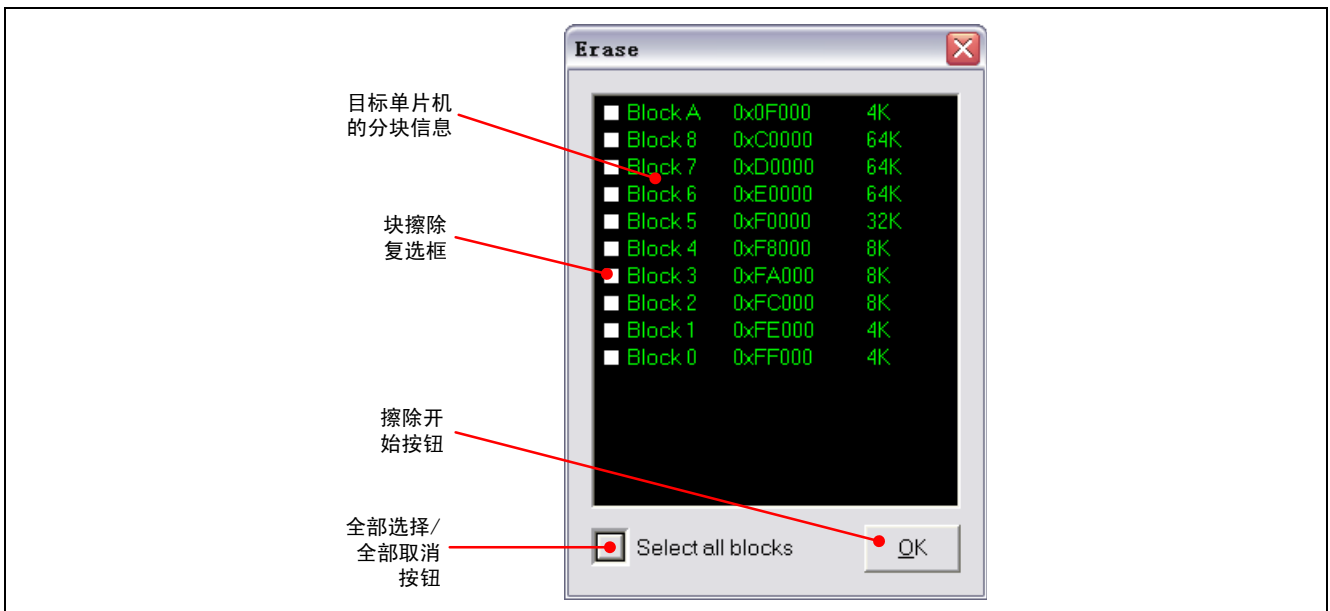 Erase
目标单片机
的分块信息
Block A 0x0F000 4K
Block 8 0xC0000 64K
Block 7 0xD0000 64K
Block 6 0xE0000 64K
Block 5 0xF0000 32K
Block 4 0xF8000 8K
Block 3 0xFA000 8K
Block 2 0xFC000 8K
Block 1 0xFE000 4K
Block 0 0xFF000 4K
块擦除
复选框
擦除开
始按钮
全部选择/
全部取消
按钮
Select all blocks
OK